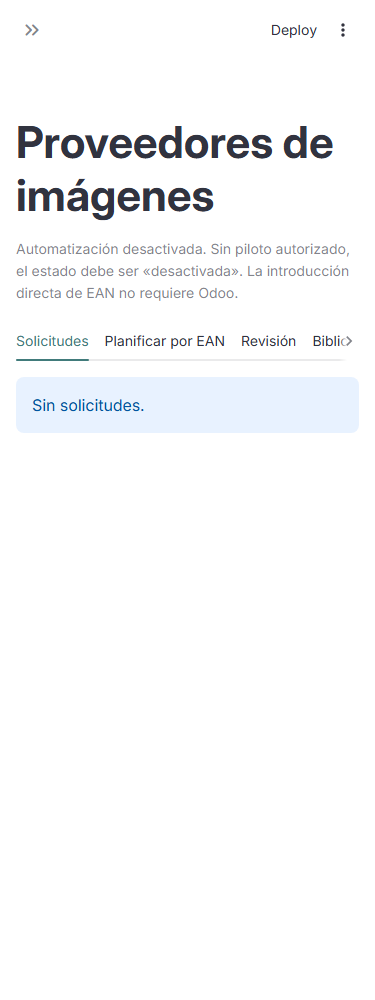 Deploy
Proveedores de
imágenes
Automatización desactivada. Sin piloto autorizado,
el estado debe ser «desactivada». La introducción
directa de EAN no requiere Odoo.
Solicitudes Planificar por EAN Revisión Bibli
Sin solicitudes.